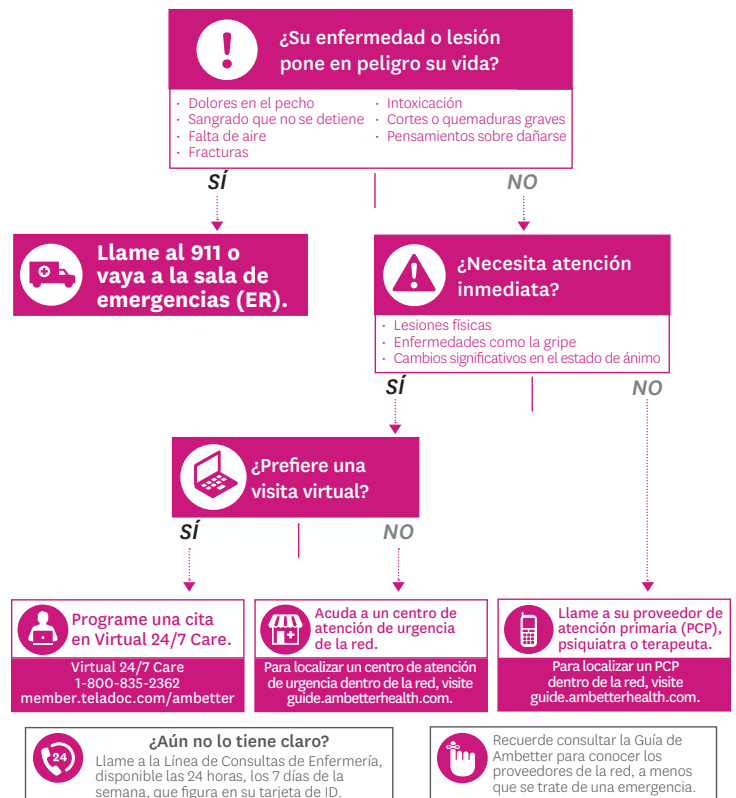 ¿Su enfermedad o lesión
pone en peligro su vida?
· Dolores en el pecho
· Sangrado que no se detiene
· Falta de aire
· Fracturas
· Intoxicación
· Cortes o quemaduras graves
· Pensamientos sobre dañarse
SÍ
NO
Llame al 911 o
vaya a la sala de
emergencias (ER).
¿Necesita atención
inmediata?
· Lesiones físicas
· Enfermedades como la gripe
· Cambios significativos en el estado de ánimo
SÍ
NO
¿Prefiere una
visita virtual?
SÍ
NO
Programe una cita
en Virtual 24/7 Care.
Virtual 24/7 Care
1-800-835-2362
member.teladoc.com/ambetter
Acuda a un centro de
atención de urgencia
de la red.
Para localizar un centro de atención
de urgencia dentro de la red, visite
guide.ambetterhealth.com.
Llame a su proveedor de
atención primaria (PCP),
psiquiatra o terapeuta.
Para localizar un PCP
dentro de la red, visite
guide.ambetterhealth.com.
24
¿Aún no lo tiene claro?
Llame a la Línea de Consultas de Enfermería,
disponible las 24 horas, los 7 días de la
semana, que figura en su tarjeta de ID.
Recuerde consultar la Guía de
Ambetter para conocer los
proveedores de la red, a menos
que se trate de una emergencia.